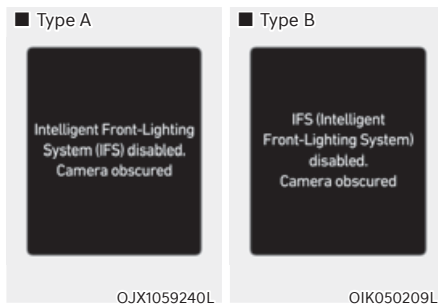 ■ Type A
Intelligent Front-Lighting
System (IFS) disabled.
Camera obscured
OJX1059240L
■ Type B
IFS (Intelligent
Front-Lighting System)
disabled.
Camera obscured
OIK050209L